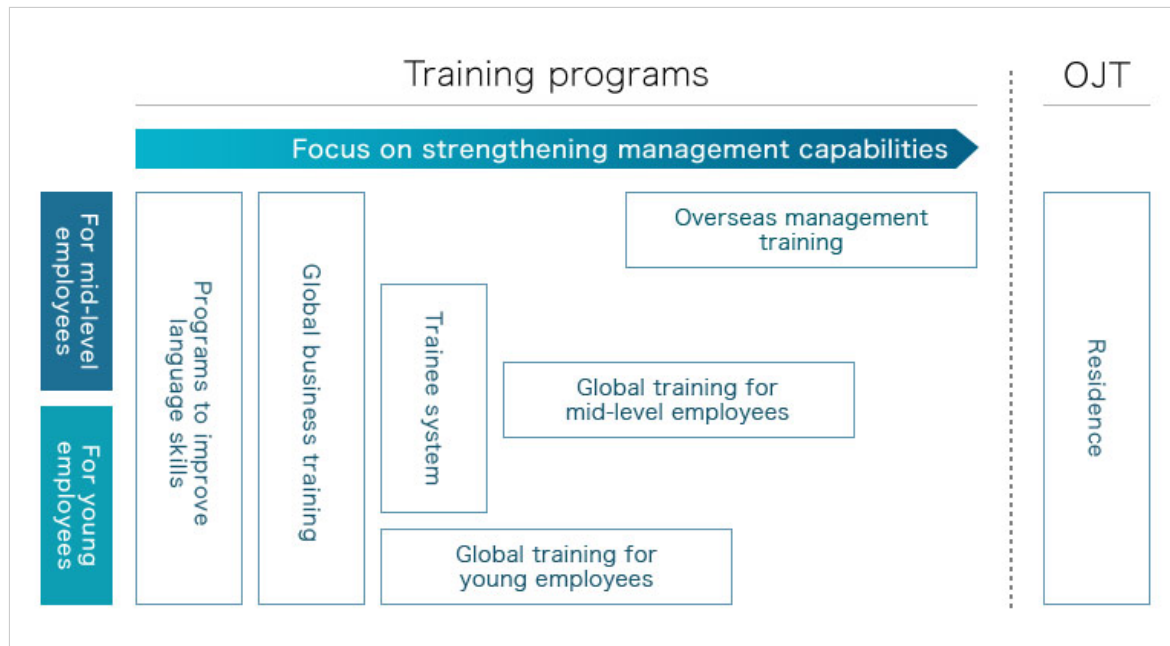 Training programs
OJT
Focus on strengthening management capabilities
For mid-level
employees
For young
employees
Programs to improve
language skills
Global business training
Trainee system
Overseas management
training
Global training for
mid-level employees
Global training for
young employees
Residence